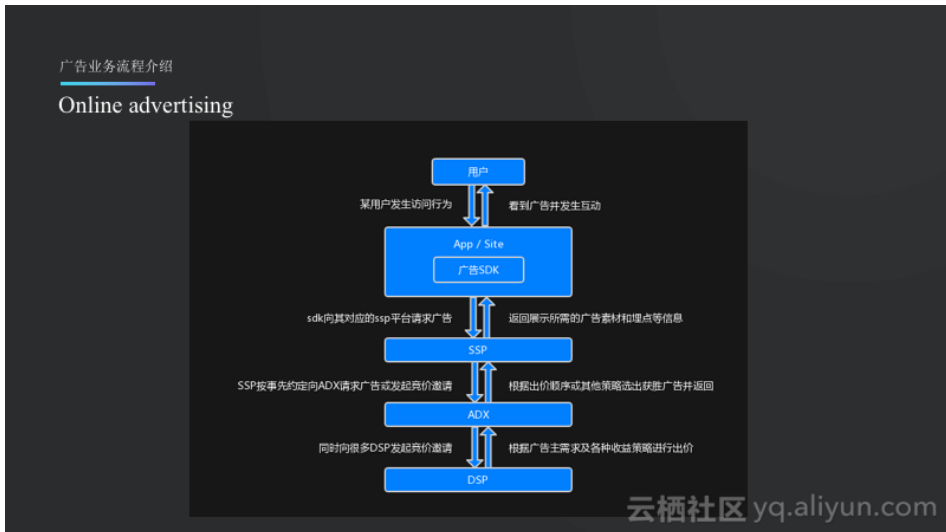 广告业务流程介绍
Online advertising
用户
某用户发生访问行为
看到广告并发生互动
App / Site
广告SDK
sdk向其对应的ssp平台请求广告
返回展示所需的广告素材和埋点等信息
SSP
SSP按事先约定向ADX请求广告或发起竞价邀请
根据出价顺序或其他策略选出获胜广告并返回
ADX
同时向很多DSP发起竞价邀请
根据广告主需求及各种收益策略进行出价
DSP
云栖社区 yq.aliyun.com